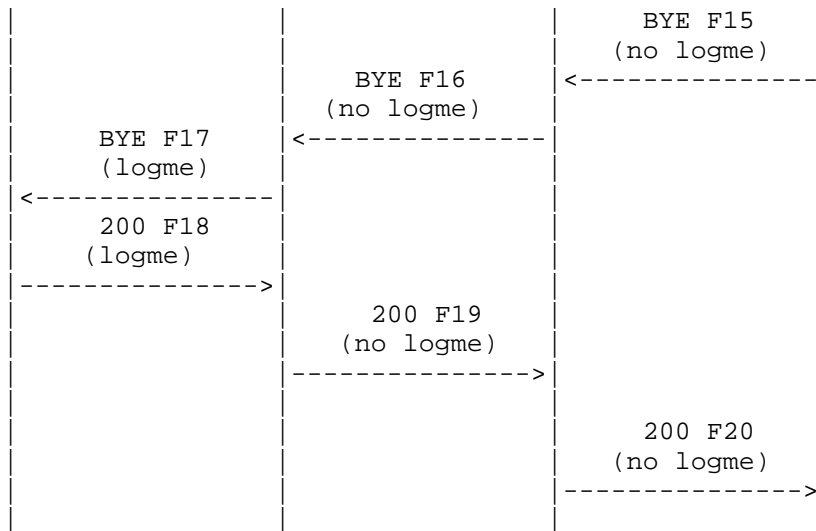 BYE F15
(no logme)
BYE F16
(no logme)
BYE F17
(logme)
200 F18
(logme)
200 F19
(no logme)
200 F20
(no logme)